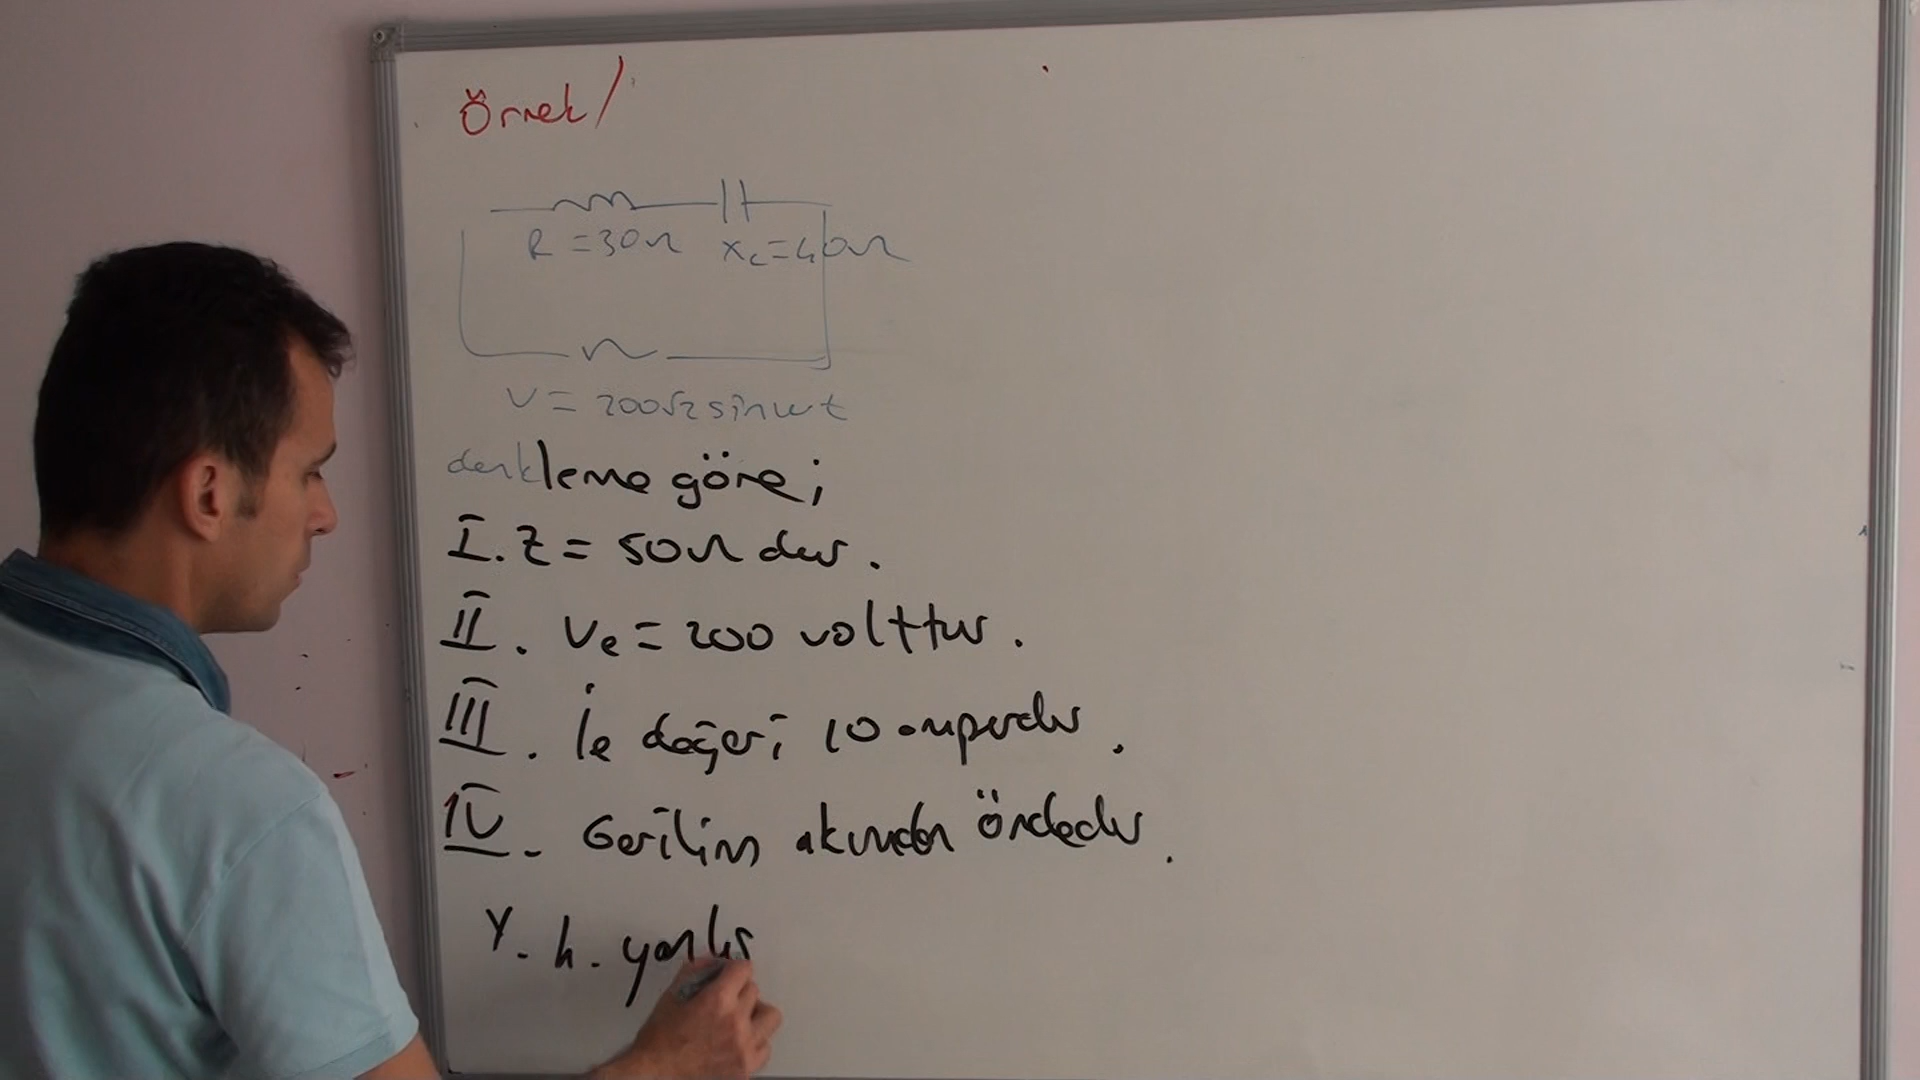 Örnek/
R = 30Ω Xc = 40Ω
V = 200√2 sinwt
denkleme göre;
I. Z = 50Ω dur.
II. Ve = 200 volttur.
III. İe değeri 10 amperdir.
IV. Gerilim akımdan öndedir.
Y. h. yanlış